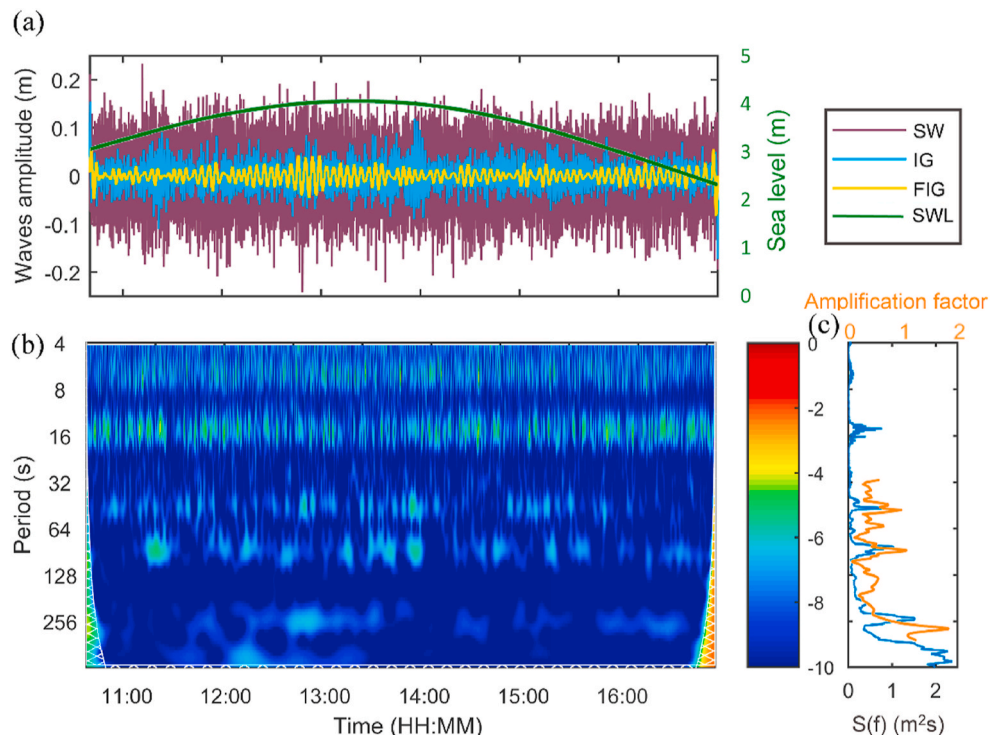 (a)
Waves amplitude (m)
0.2
0.1
0
-0.1
-0.2
5
4
3
2
1
0
Sea level (m)
SW
IG
FIG
SWL
(b)
Period (s)
4
8
16
32
64
128
256
11:00
12:00
13:00
14:00
15:00
16:00
Time (HH:MM)
0
-2
-4
-6
-8
-10
Amplification factor
(c)
0
1
2
0
1
2
S(f) (m²s)